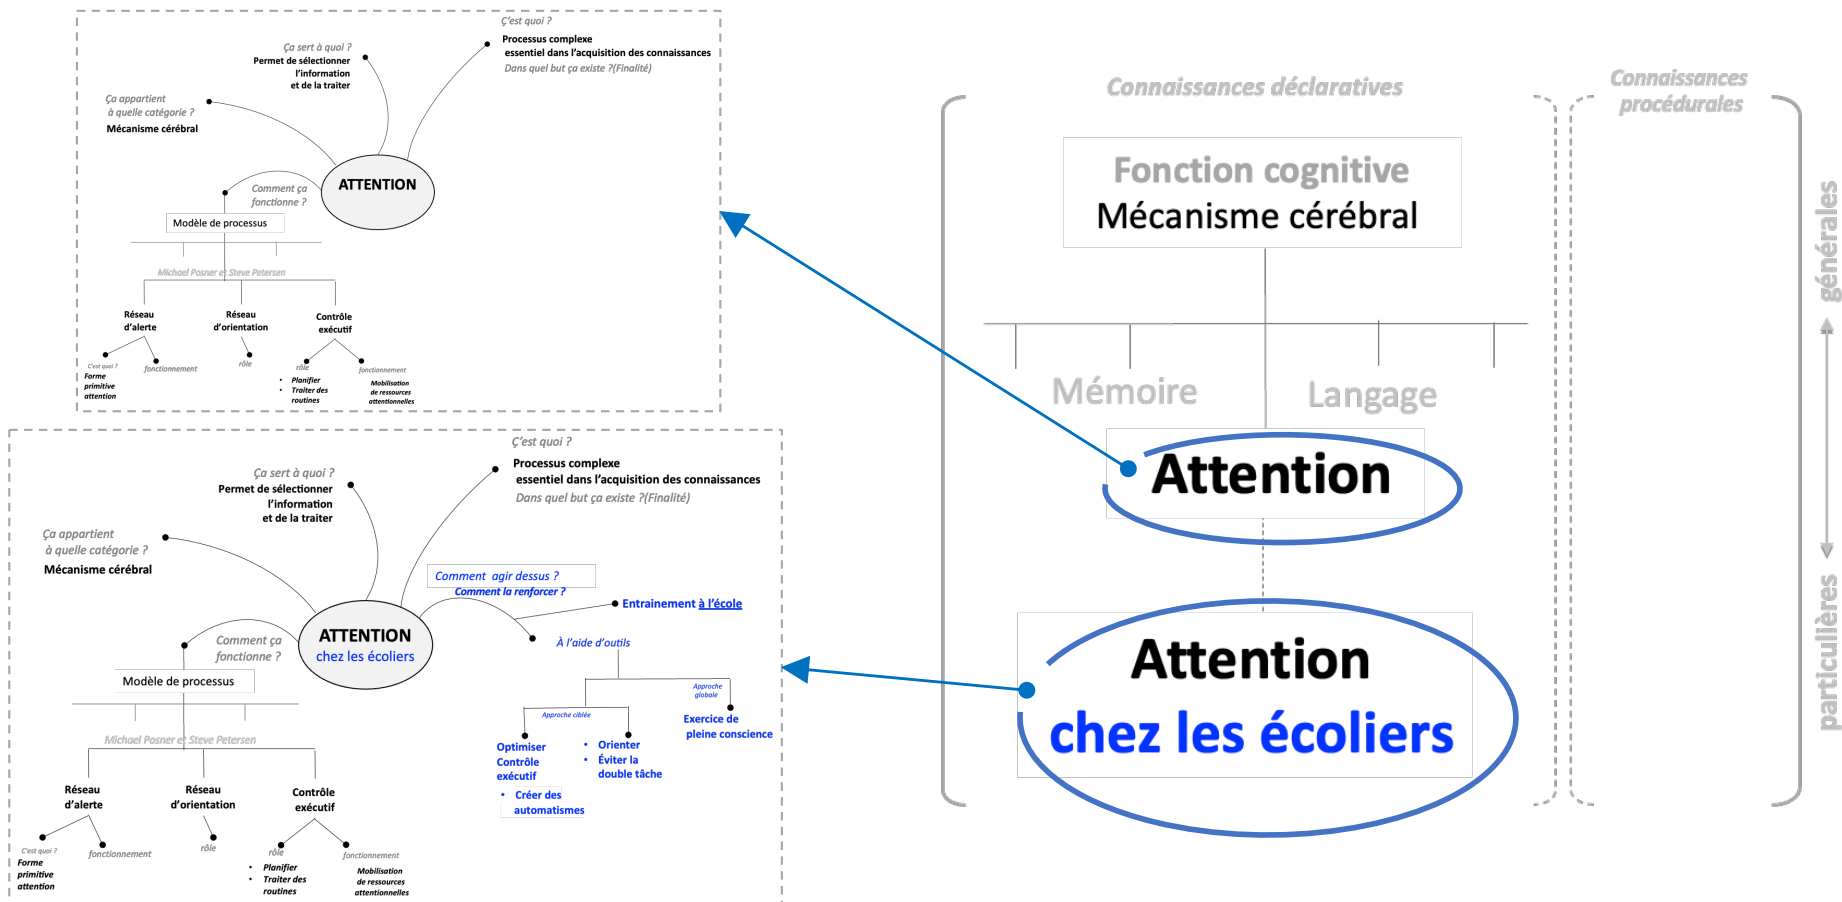 Ç'est quoi ?
Processus complexe
essentiel dans l'acquisition des connaissances
Dans quel but ça existe ?(Finalité)
Ça sert à quoi ?
Permet de sélectionner
l'information
et de la traiter
Ça appartient
à quelle catégorie ?
Mécanisme cérébral
ATTENTION
Comment ça
fonctionne ?
Modèle de processus
Michael Posner et Steve Petersen
Réseau
d'alerte
Réseau
d'orientation
Contrôle
exécutif
C'est quoi ?
Forme
primitive
attention
fonctionnement
rôle
rôle
• Planifier
• Traiter des
routines
fonctionnement
Mobilisation
de ressources
attentionnelles
Ç'est quoi ?
Processus complexe
essentiel dans l'acquisition des connaissances
Dans quel but ça existe ?(Finalité)
Ça sert à quoi ?
Permet de sélectionner
l'information
et de la traiter
Ça appartient
à quelle catégorie ?
Mécanisme cérébral
Comment agir dessus ?
Comment la renforcer ?
Entrainement à l'école
À l'aide d'outils
Approche
globale
Exercice de
pleine conscience
Approche ciblée
Optimiser
Contrôle
exécutif
• Créer des
automatismes
• Orienter
• Éviter la
double tâche
ATTENTION
chez les écoliers
Comment ça
fonctionne ?
Modèle de processus
Michael Posner et Steve Petersen
Réseau
d'alerte
Réseau
d'orientation
Contrôle
exécutif
C'est quoi ?
Forme
primitive
attention
fonctionnement
rôle
rôle
• Planifier
• Traiter des
routines
fonctionnement
Mobilisation
de ressources
attentionnelles
Connaissances déclaratives
Connaissances
procédurales
Fonction cognitive
Mécanisme cérébral
Mémoire
Langage
Attention
Attention
chez les écoliers
générales
particulières